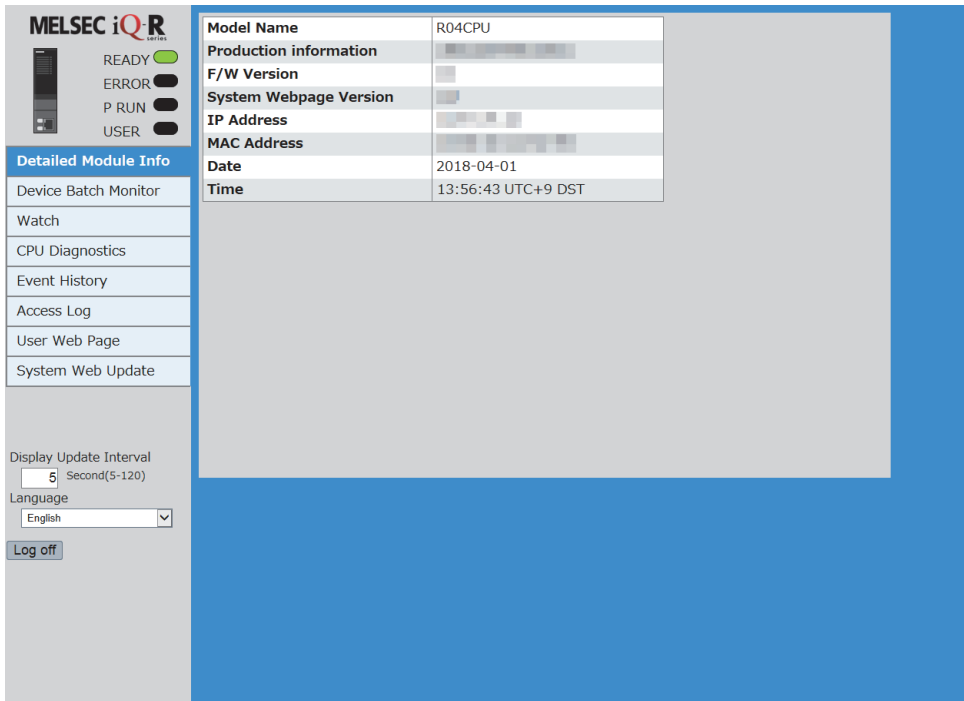 MELSEC iQ-R
series
READY
ERROR
P RUN
USER
Detailed Module Info
Device Batch Monitor
Watch
CPU Diagnostics
Event History
Access Log
User Web Page
System Web Update
Display Update Interval
5 Second(5-120)
Language
English
Log off
Model Name R04CPU
Production information
F/W Version
System Webpage Version
IP Address
MAC Address
Date 2018-04-01
Time 13:56:43 UTC+9 DST